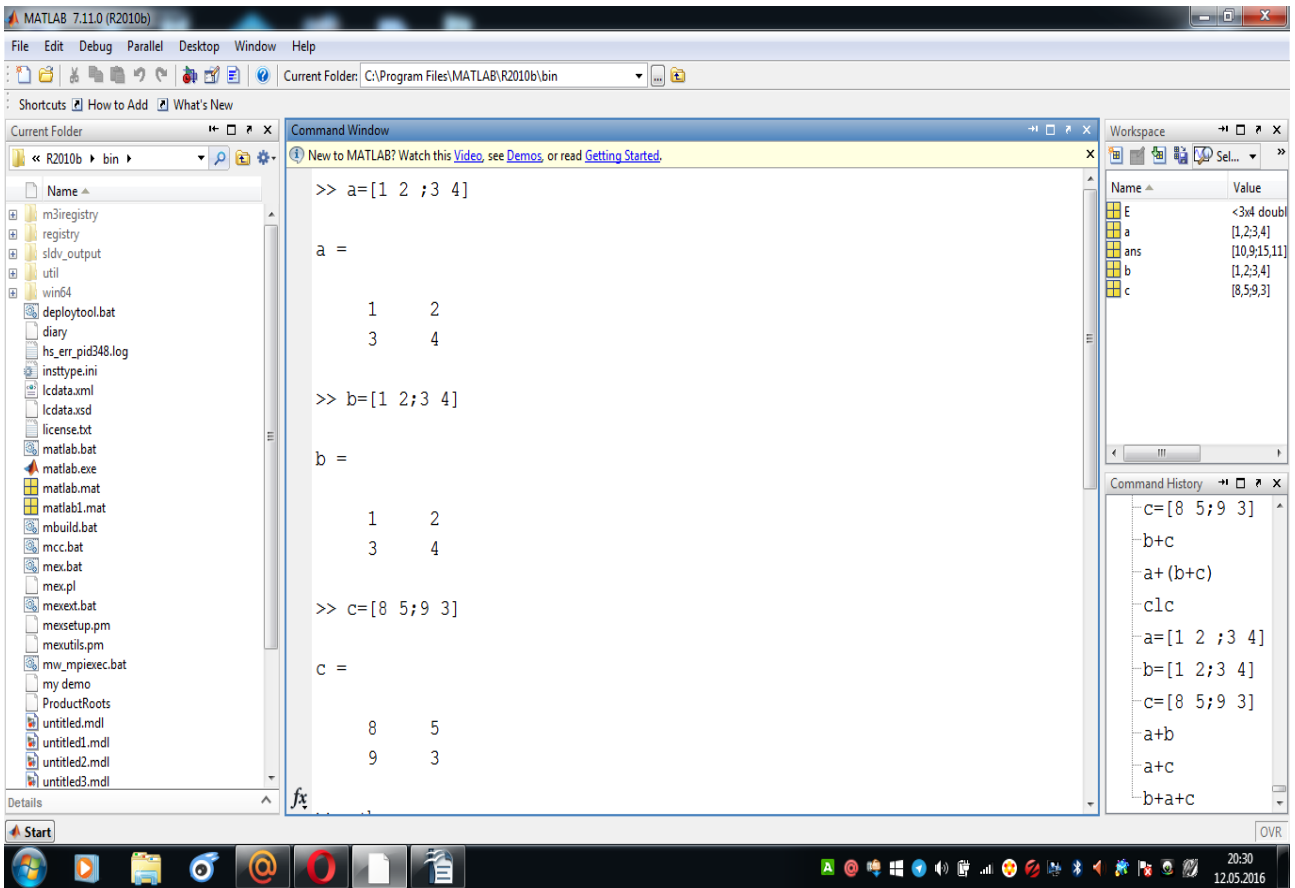 MATLAB 7.11.0 (R2010b)
File Edit Debug Parallel Desktop Window Help
Current Folder: C:\Program Files\MATLAB\R2010b\bin
Shortcuts How to Add What's New
Current Folder
« R2010b bin
Name
m3iregistry
registry
sldv_output
util
win64
deploytool.bat
diary
hs_err_pid348.log
insttype.ini
lcdata.xml
lcdata.xsd
license.txt
matlab.bat
matlab.exe
matlab.mat
matlab1.mat
mbuild.bat
mcc.bat
mex.bat
mex.pl
mexext.bat
mexsetup.pm
mexutils.pm
mw_mpiexec.bat
my demo
ProductRoots
untitled.mdl
untitled1.mdl
untitled2.mdl
untitled3.mdl
Details
Command Window
New to MATLAB? Watch this Video, see Demos, or read Getting Started.
>> a=[1 2 ;3 4]
a =
1 2
3 4
>> b=[1 2;3 4]
b =
1 2
3 4
>> c=[8 5;9 3]
c =
8 5
9 3
fx
Workspace
Sel...
Name Value
E <3x4 doubl
a [1,2;3,4]
ans [10,9;15,11]
b [1,2;3,4]
c [8,5;9,3]
Command History
c=[8 5;9 3]
b+c
a+(b+c)
clc
a=[1 2 ;3 4]
b=[1 2;3 4]
c=[8 5;9 3]
a+b
a+c
b+a+c
Start
OVR
A
20:30
12.05.2016